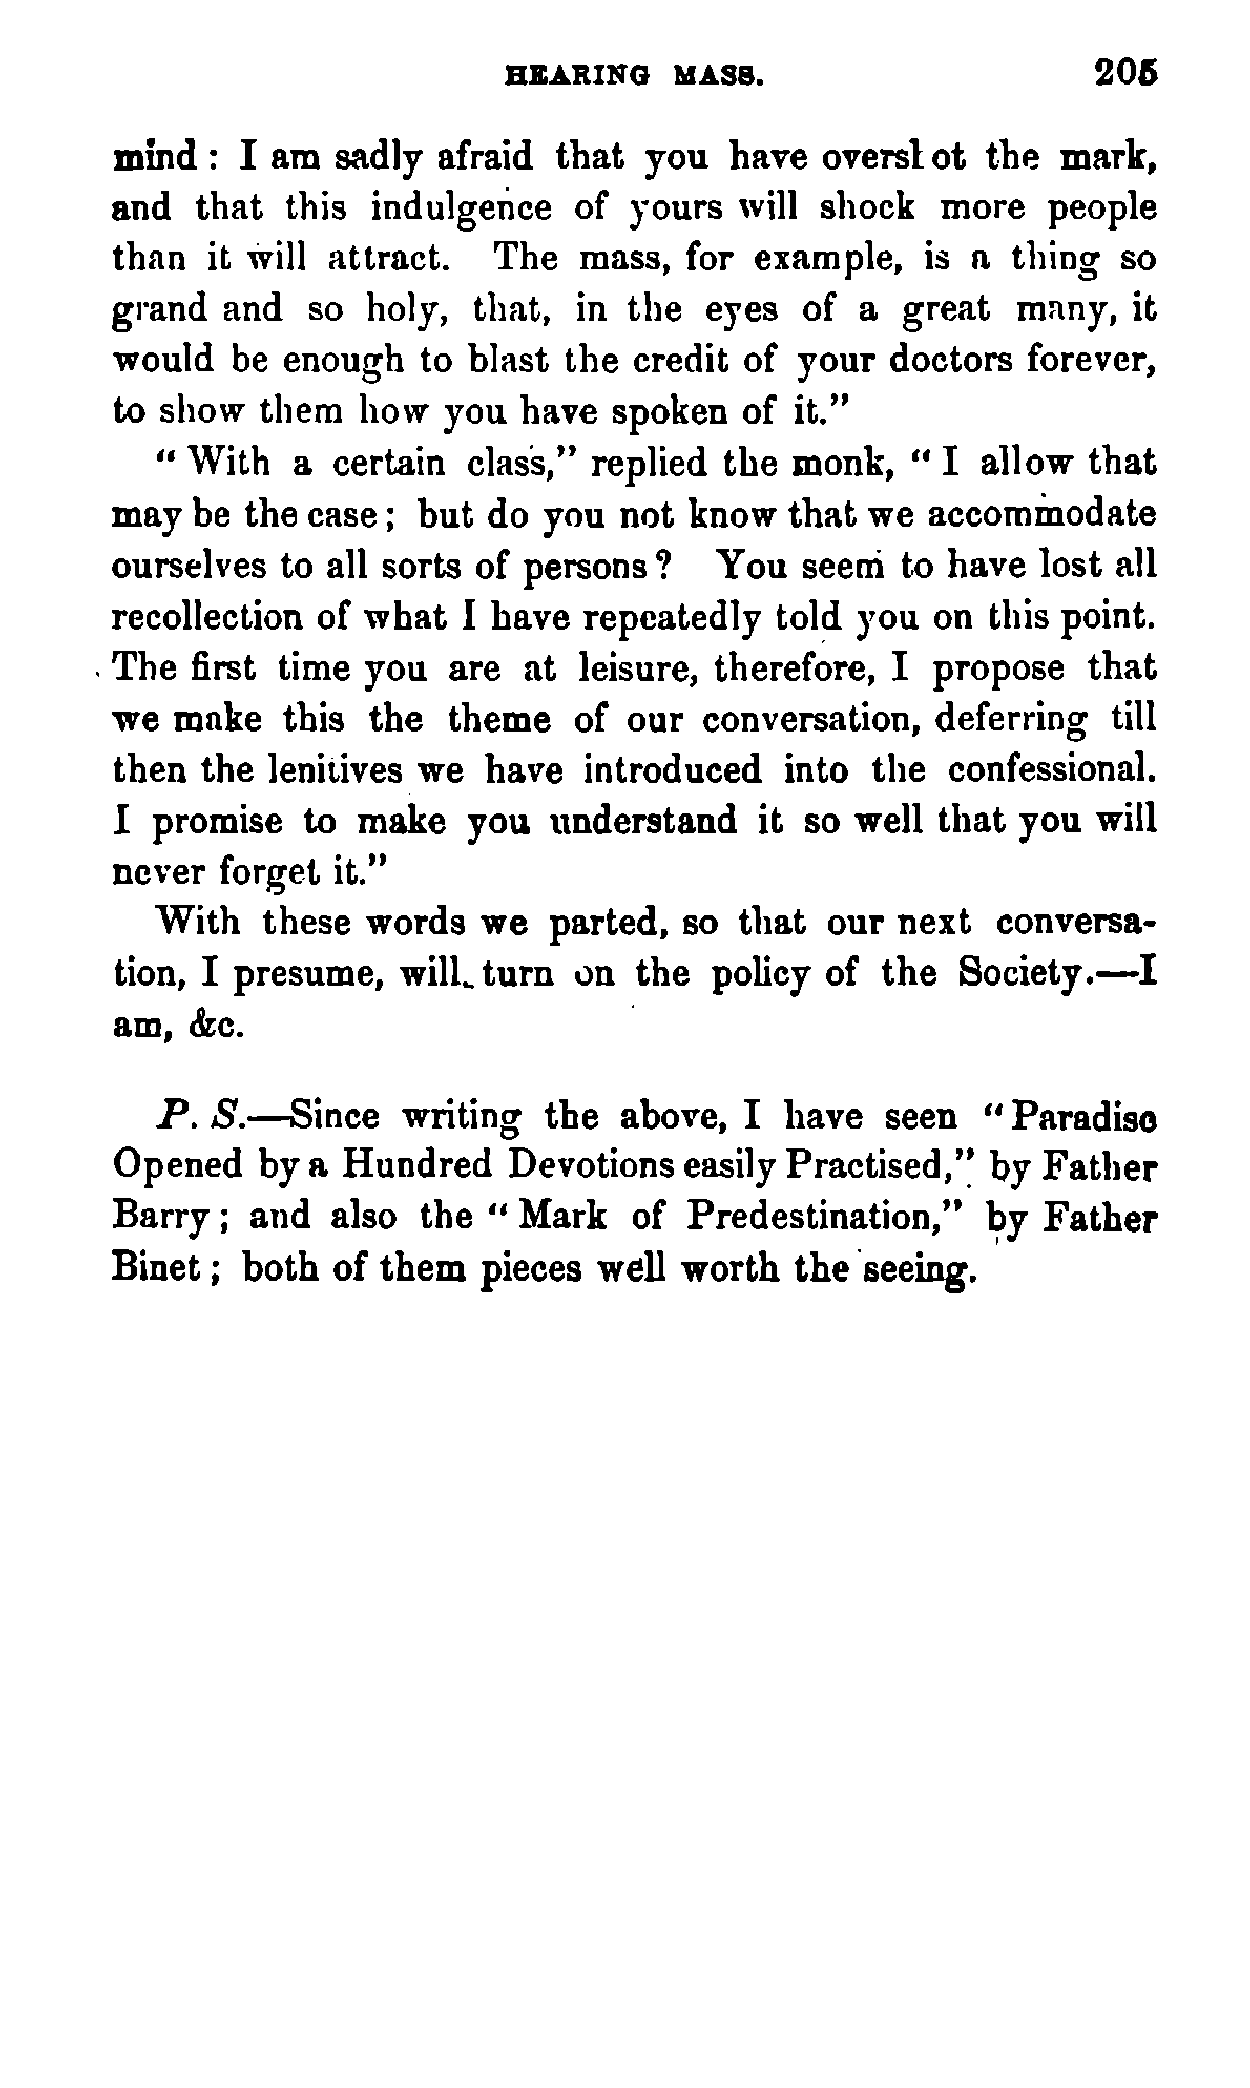 HEARING MASS. 205
mind : I am sadly afraid that you have overshot the mark,
and that this indulgence of yours will shock more people
than it will attract. The mass, for example, is a thing so
grand and so holy, that, in the eyes of a great many, it
would be enough to blast the credit of your doctors forever,
to show them how you have spoken of it."
" With a certain class," replied the monk, " I allow that
may be the case ; but do you not know that we accommodate
ourselves to all sorts of persons ? You seem to have lost all
recollection of what I have repeatedly told you on this point.
The first time you are at leisure, therefore, I propose that
we make this the theme of our conversation, deferring till
then the lenitives we have introduced into the confessional.
I promise to make you understand it so well that you will
never forget it."
With these words we parted, so that our next conversa-
tion, I presume, will turn on the policy of the Society.—I
am, &c.
P. S.—Since writing the above, I have seen " Paradise
Opened by a Hundred Devotions easily Practised," by Father
Barry ; and also the " Mark of Predestination," by Father
Binet ; both of them pieces well worth the seeing.